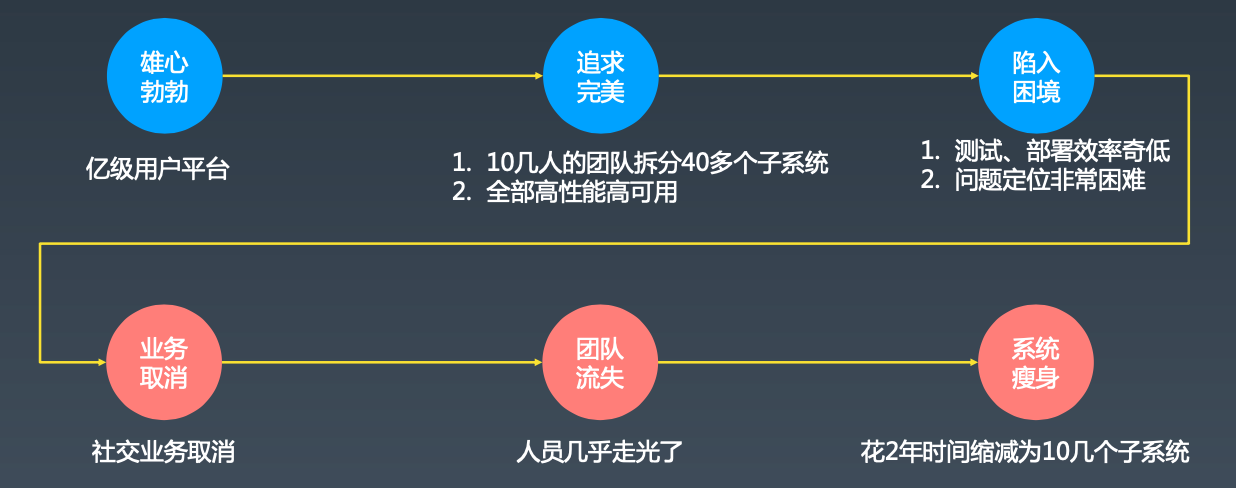 雄心
勃勃
追求
完美
陷入
困境
亿级用户平台
1. 10几人的团队拆分40多个子系统
2. 全部高性能高可用
1. 测试、部署效率奇低
2. 问题定位非常困难
业务
取消
团队
流失
系统
瘦身
社交业务取消
人员几乎走光了
花2年时间缩减为10几个子系统